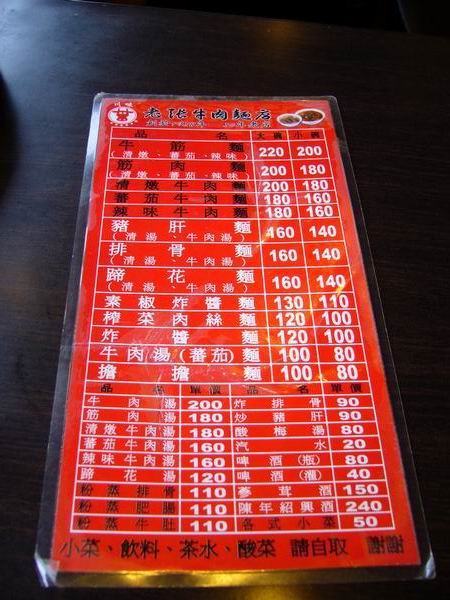 川味
老張牛肉麵店
品名 大碗 小碗
牛筋麵 220 200
(清燉、蕃茄、辣味)
筋肉麵 200 180
(清燉、蕃茄、辣味)
清燉牛肉麵 200 180
蕃茄牛肉麵 180 160
辣味牛肉麵 180 160
豬肝麵 160 140
(清湯、牛肉湯)
排骨麵 160 140
(清湯、牛肉湯)
蹄花麵 160 140
(清湯、牛肉湯)
素椒炸醬麵 130 110
榨菜肉絲麵 120 100
炸醬麵 120 100
牛肉湯(蕃茄)麵 100 80
擔擔麵 100 80
品名 單價 品名 單價
牛肉湯 200 炸排骨 90
筋肉湯 180 炒豬肝 90
清燉牛肉湯 180 酸梅湯 20
蕃茄牛肉湯 160 汽水 20
辣味牛肉湯 160 啤酒(瓶) 80
蹄花湯 120 啤酒(灌) 40
粉蒸排骨 110 蔘茸酒 150
粉蒸肥腸 110 陳年紹興酒 240
粉蒸牛肚 110 各式小菜 50
小菜、飲料、茶水、酸菜 請自取 謝謝